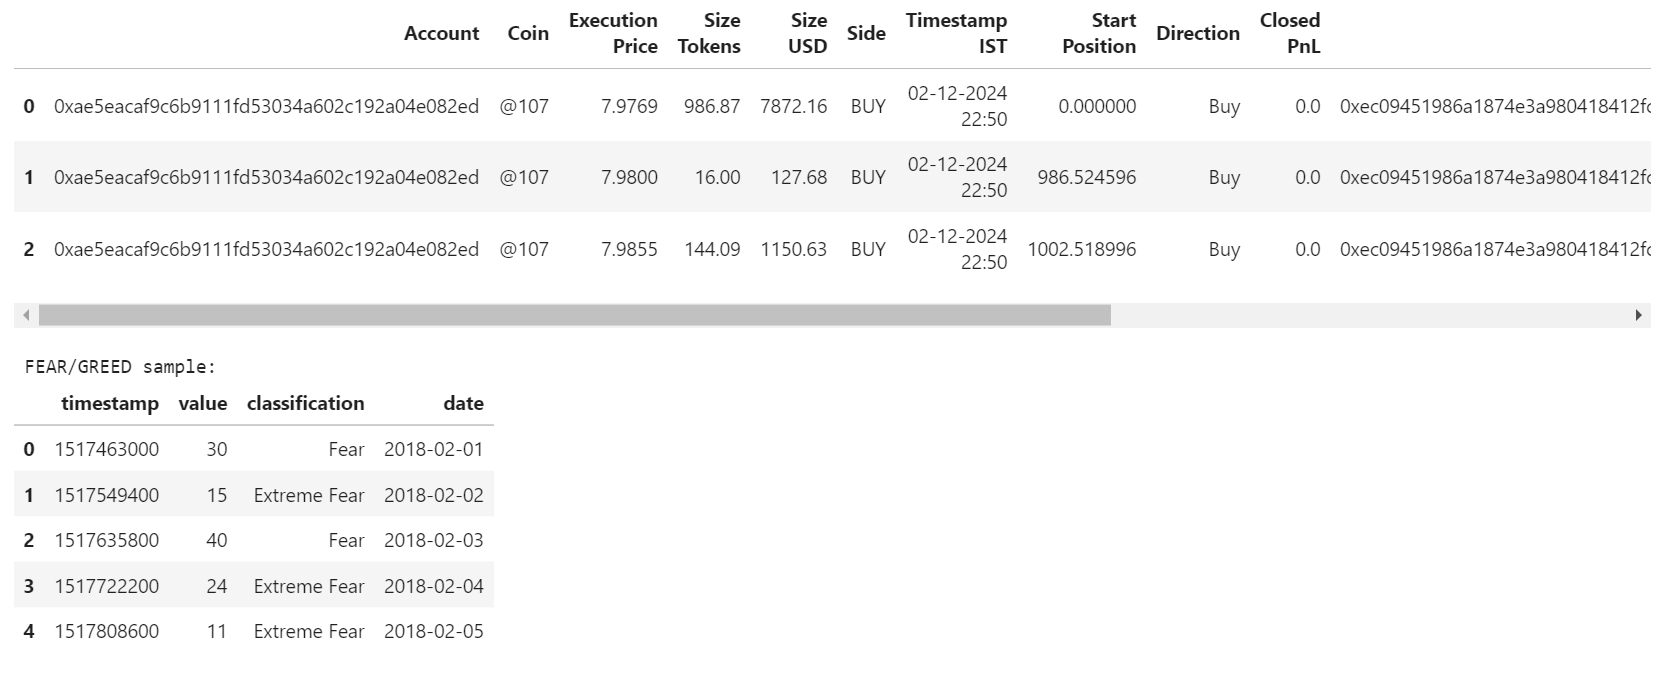 Account Coin Execution Price Size Tokens Size USD Side Timestamp IST Start Position Direction Closed PnL
0 0xae5eacaf9c6b9111fd53034a602c192a04e082ed @107 7.9769 986.87 7872.16 BUY 02-12-2024 22:50 0.000000 Buy 0.0 0xec09451986a1874e3a980418412fc
1 0xae5eacaf9c6b9111fd53034a602c192a04e082ed @107 7.9800 16.00 127.68 BUY 02-12-2024 22:50 986.524596 Buy 0.0 0xec09451986a1874e3a980418412fc
2 0xae5eacaf9c6b9111fd53034a602c192a04e082ed @107 7.9855 144.09 1150.63 BUY 02-12-2024 22:50 1002.518996 Buy 0.0 0xec09451986a1874e3a980418412fc
FEAR/GREED sample:
timestamp value classification date
0 1517463000 30 Fear 2018-02-01
1 1517549400 15 Extreme Fear 2018-02-02
2 1517635800 40 Fear 2018-02-03
3 1517722200 24 Extreme Fear 2018-02-04
4 1517808600 11 Extreme Fear 2018-02-05